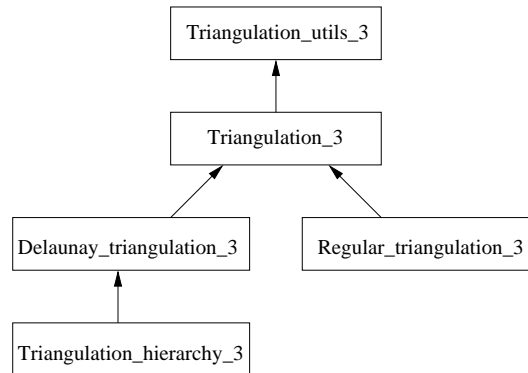 Triangulation_utils_3
Triangulation_3
Delaunay_triangulation_3
Regular_triangulation_3
Triangulation_hierarchy_3